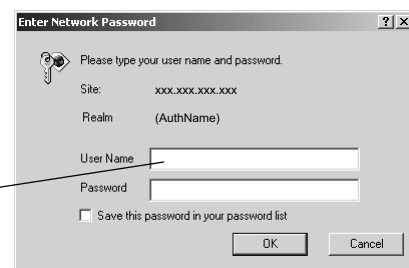 Enter Network Password
Please type your user name and password.
Site: xxx.xxx.xxx.xxx
Realm (AuthName)
User Name
Password
Save this password in your password list
OK Cancel